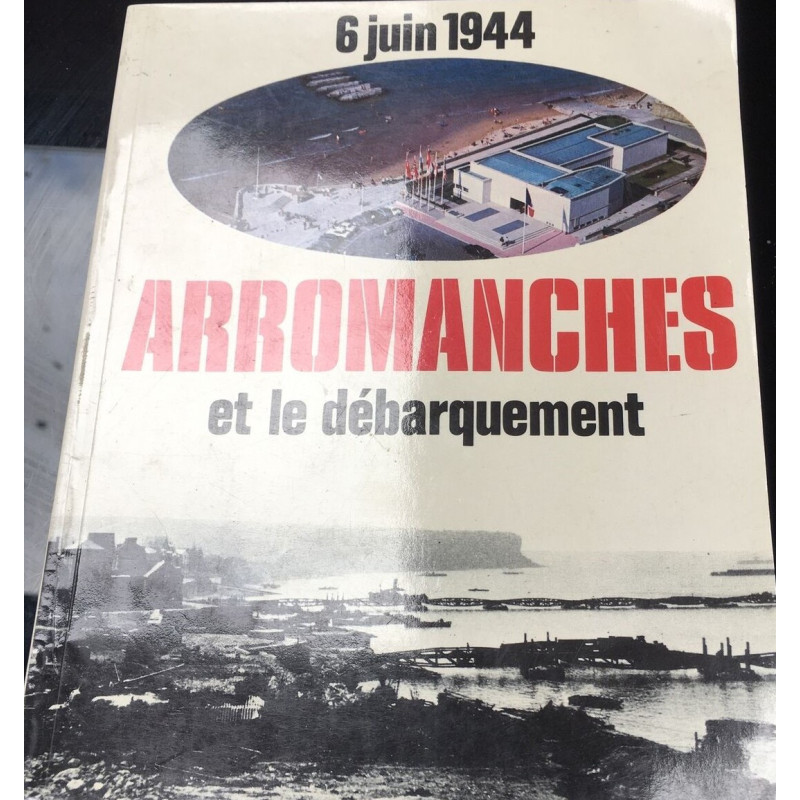 6 juin 1944
ARROMANCHES
et le débarquement